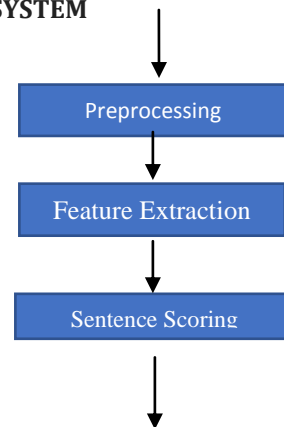 SYSTEM
Preprocessing
Feature Extraction
Sentence Scoring